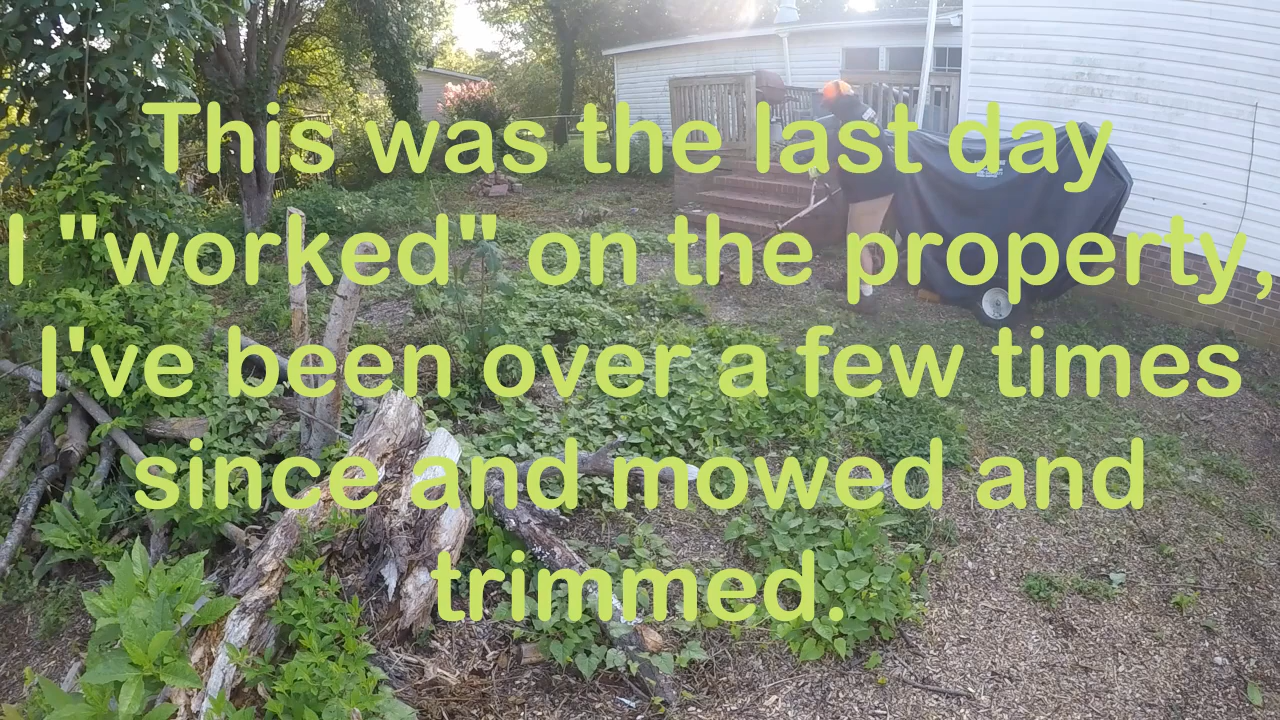 This was the last day
I "worked" on the property,
I've been over a few times
since and mowed and
trimmed.